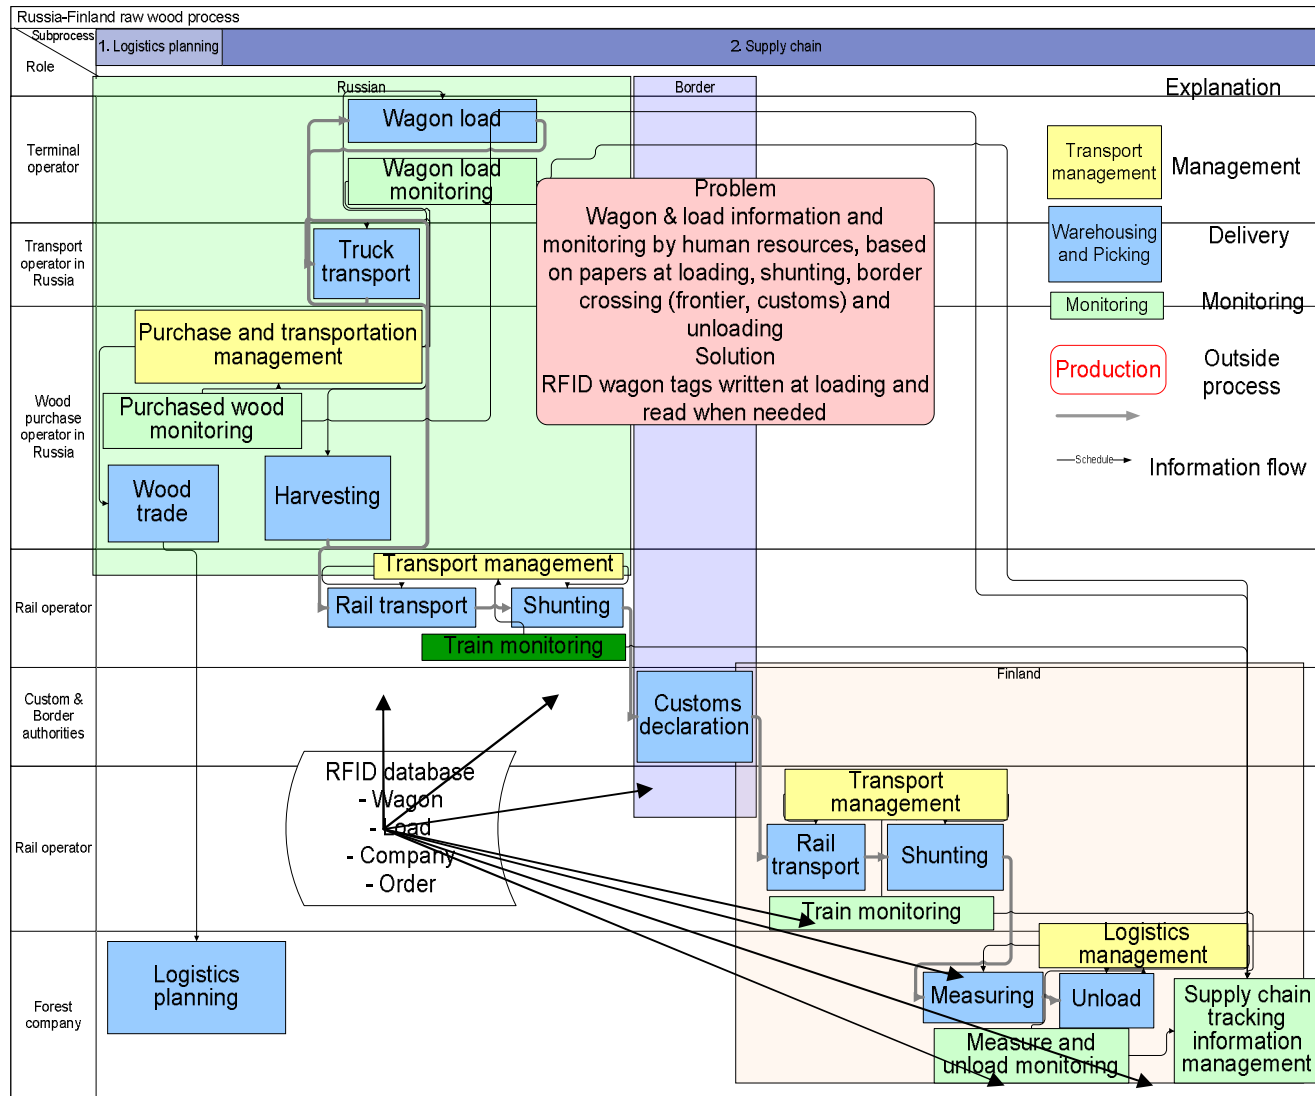 Russia-Finland raw wood process
Subprocess
Role
1. Logistics planning
2. Supply chain
Russian
Border
Explanation
Terminal
operator
Wagon load
Wagon load
monitoring
Transport
management
Management
Problem
Wagon & load information and
monitoring by human resources, based
on papers at loading, shunting, border
crossing (frontier, customs) and
unloading
Solution
RFID wagon tags written at loading and
read when needed
Warehousing
and Picking
Delivery
Monitoring
Monitoring
Production
Outside
process
Schedule
Information flow
Transport
operator in
Russia
Truck
transport
Wood
purchase
operator in
Russia
Purchase and transportation
management
Purchased wood
monitoring
Wood
trade
Harvesting
Rail operator
Transport management
Rail transport
Shunting
Train monitoring
Custom &
Border
authorities
Customs
declaration
Finland
Rail operator
RFID database
- Wagon
- Load
- Company
- Order
Transport
management
Rail
transport
Shunting
Train monitoring
Forest
company
Logistics
planning
Logistics
management
Measuring
Unload
Measure and
unload monitoring
Supply chain
tracking
information
management